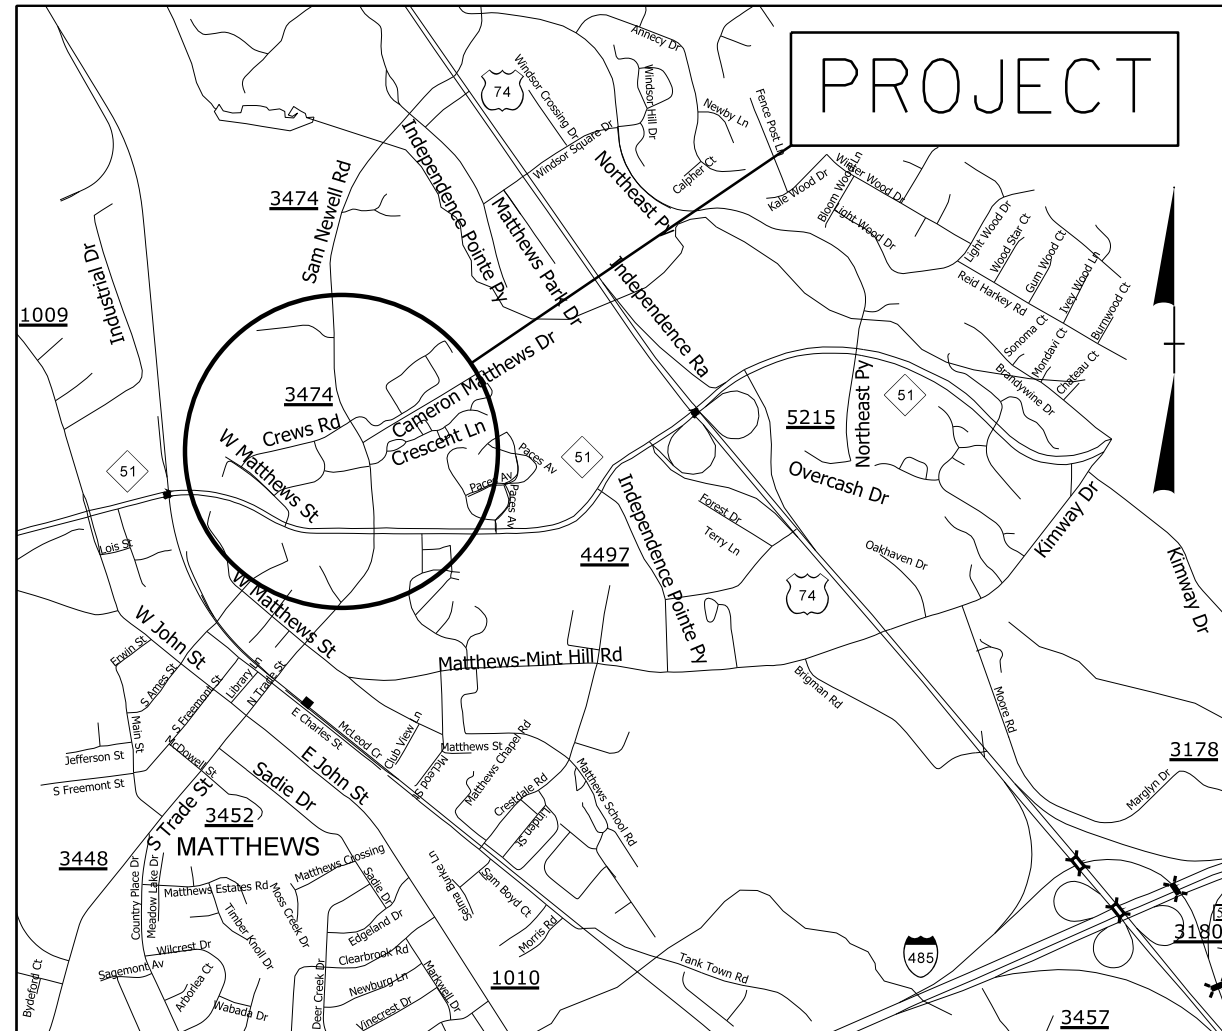 PROJECT
Annecy Dr
Windsor Crossing Dr
Windsor Hill Dr
74
Newby Ln
Fence Post L
Windsor Square Dr
Independence Pointe Py
Northeast Py
Calpher Ct
Winter Wood Dr
Kale Wood Dr
Bloom Wood Ln
Light Wood Dr
Light Wood Dr
Wood Star Ct
Gum Wood Ct
Ivey Wood Ln
Burnwood Ct
Reid Harkey Rd
3474
Sam Newell Rd
Matthews Park Dr
Industrial Dr
Independence Ra
1009
Sonoma Ct
Mondavi Ct
Chateau Ct
Brandywine Dr
3474
Cameron Matthews Dr
Crews Rd
Crescent Ln
W Matthews St
51
51
51
5215
Northeast Py
Paces Av
Paces Av
Paces Av
Overcash Dr
Independence Pointe Py
Forest Dr
Terry Ln
Kimway Dr
Kimway Dr
Lois St
4497
Oakhaven Dr
74
W Matthews St
W John St
Matthews-Mint Hill Rd
Erwin St
S Ames St
S Freemont St
Library Ln
N Trade St
Brigman Rd
Moore Rd
Main St
E Charles St
McLeod Cr
Club View Ln
Matthews St
McLeod St
Matthews Chapel Rd
Jefferson St
McDowell St
S Freemont St
Sadie Dr
E John St
3178
Marglyn Dr
Crestdale Rd
Linden St
Matthews School Rd
S Trade St
3452
MATTHEWS
3448
Matthews Crossing
Country Place Dr
Meadow Lake Dr
Matthews Estates Rd
Moss Creek Dr
Sadie Dr
Selma Burke Ln
Sam Boyd Ct
Timber Knoll Dr
Edgeland Dr
Morris Rd
3180
Wilcrest Dr
Clearbrook Rd
485
Sagemont Av
Arborlea Ct
Newburg Ln
Markwell Dr
1010
Tank Town Rd
Bydeford Ct
Wabada Dr
Deer Creek Dr
Vinecrest Dr
3457